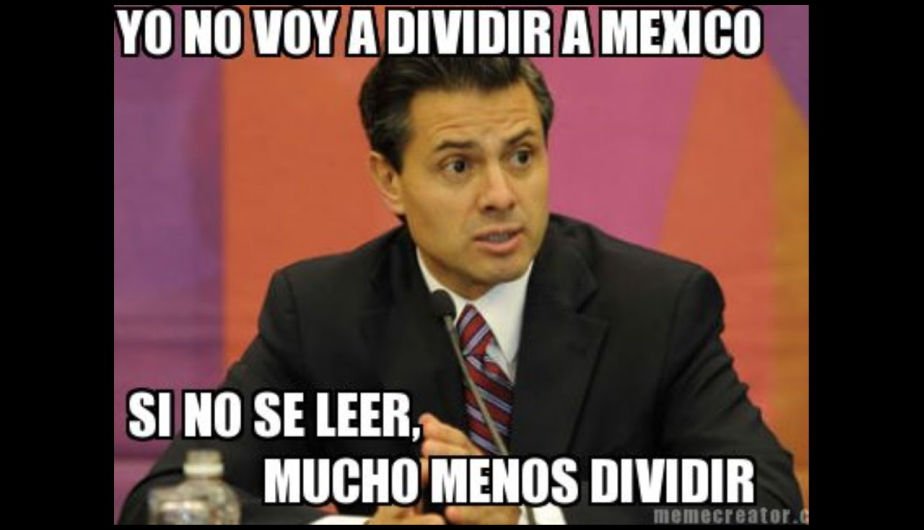 YO NO VOY A DIVIDIR A MEXICO
SI NO SE LEER,
MUCHO MENOS DIVIDIR
memecreator.c